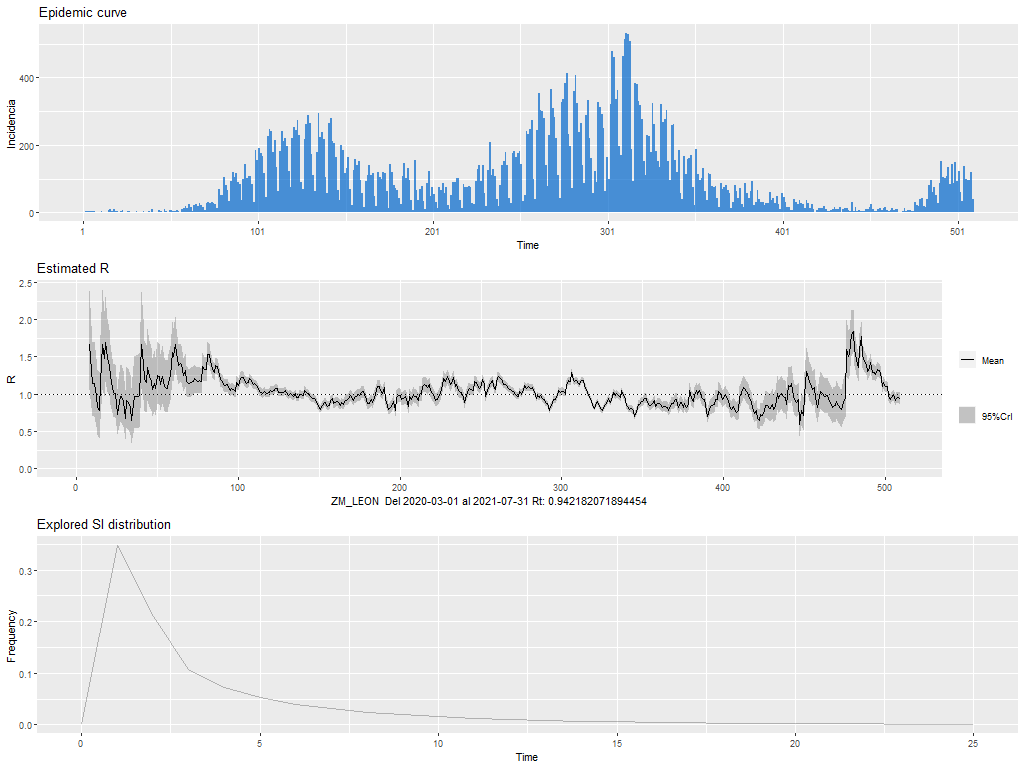 Epidemic curve
400
200
0
Incidencia
1 101 201 301 401 501
Time
Estimated R
2.5
2.0
1.5
1.0
0.5
0.0
R
Mean
95%CrI
0 100 200 300 400 500
ZM_LEON Del 2020-03-01 al 2021-07-31 Rt: 0.942182071894454
Explored SI distribution
0.3
0.2
0.1
0.0
Frequency
0 5 10 15 20 25
Time